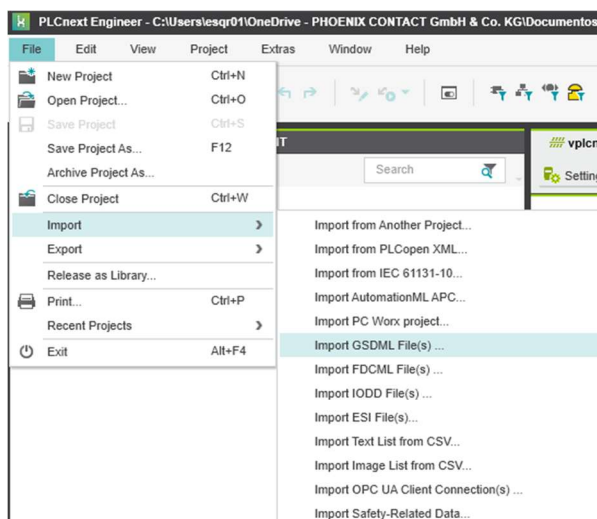 PLCnext Engineer - C:\Users\esqr01\OneDrive - PHOENIX CONTACT GmbH & Co. KG\Documentos
File Edit View Project Extras Window Help
New Project Ctrl+N
Open Project... Ctrl+O
Save Project Ctrl+S
Save Project As... F12
Archive Project As...
Close Project Ctrl+W
Import
Export
Release as Library...
Print... Ctrl+P
Recent Projects
Exit Alt+F4
Search
Import from Another Project...
Import from PLCopen XML...
Import from IEC 61131-10...
Import AutomationML APC...
Import PC Worx project...
Import GSDML File(s) ...
Import FDCML File(s) ...
Import IODD File(s) ...
Import ESI File(s)...
Import Text List from CSV...
Import Image List from CSV...
Import OPC UA Client Connection(s) ...
Import Safety-Related Data...
vplcn
Setting